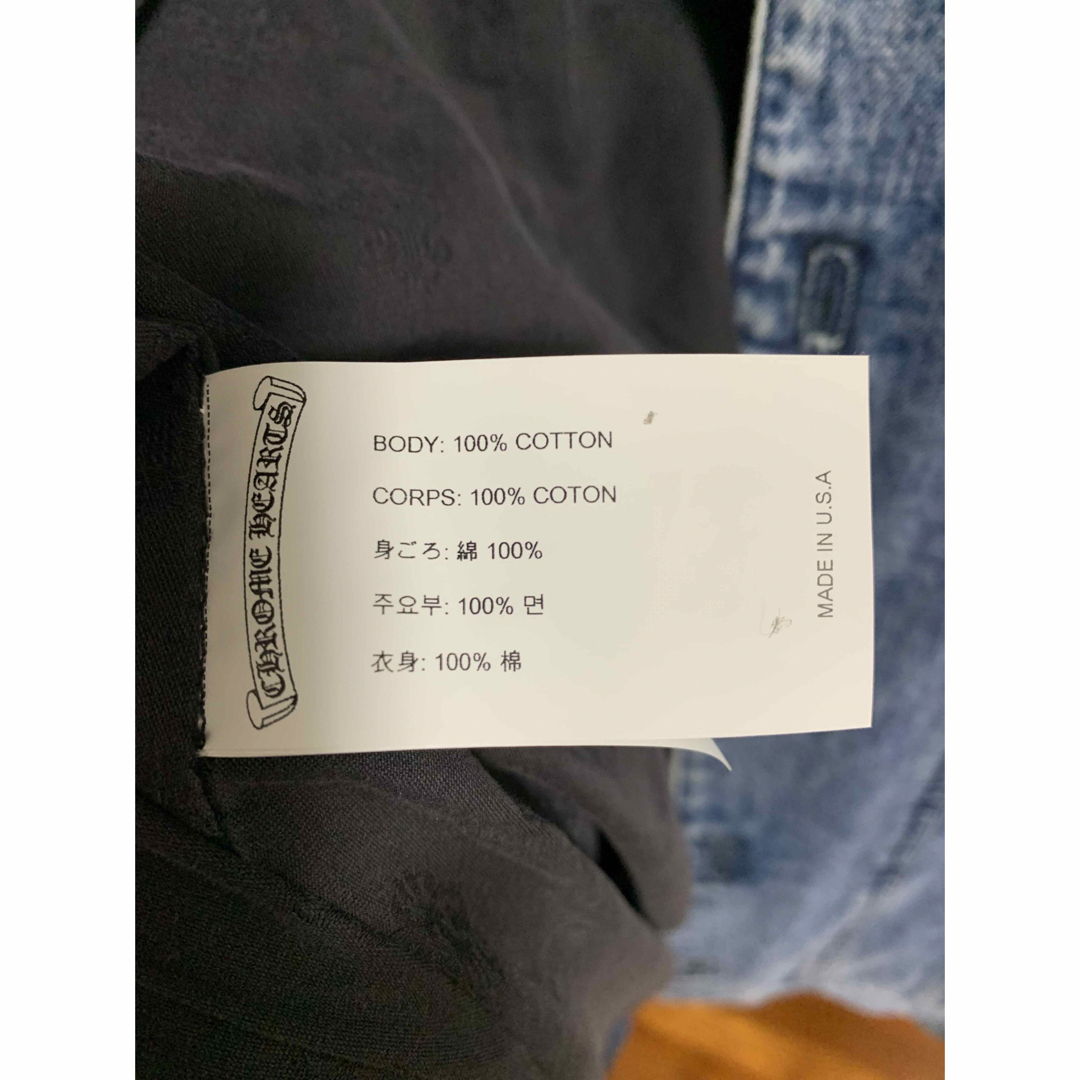 CHROME HEARTS
BODY: 100% COTTON
CORPS: 100% COTON
身ごろ: 綿 100%
주요부: 100% 면
衣身: 100% 棉
MADE IN U.S.A